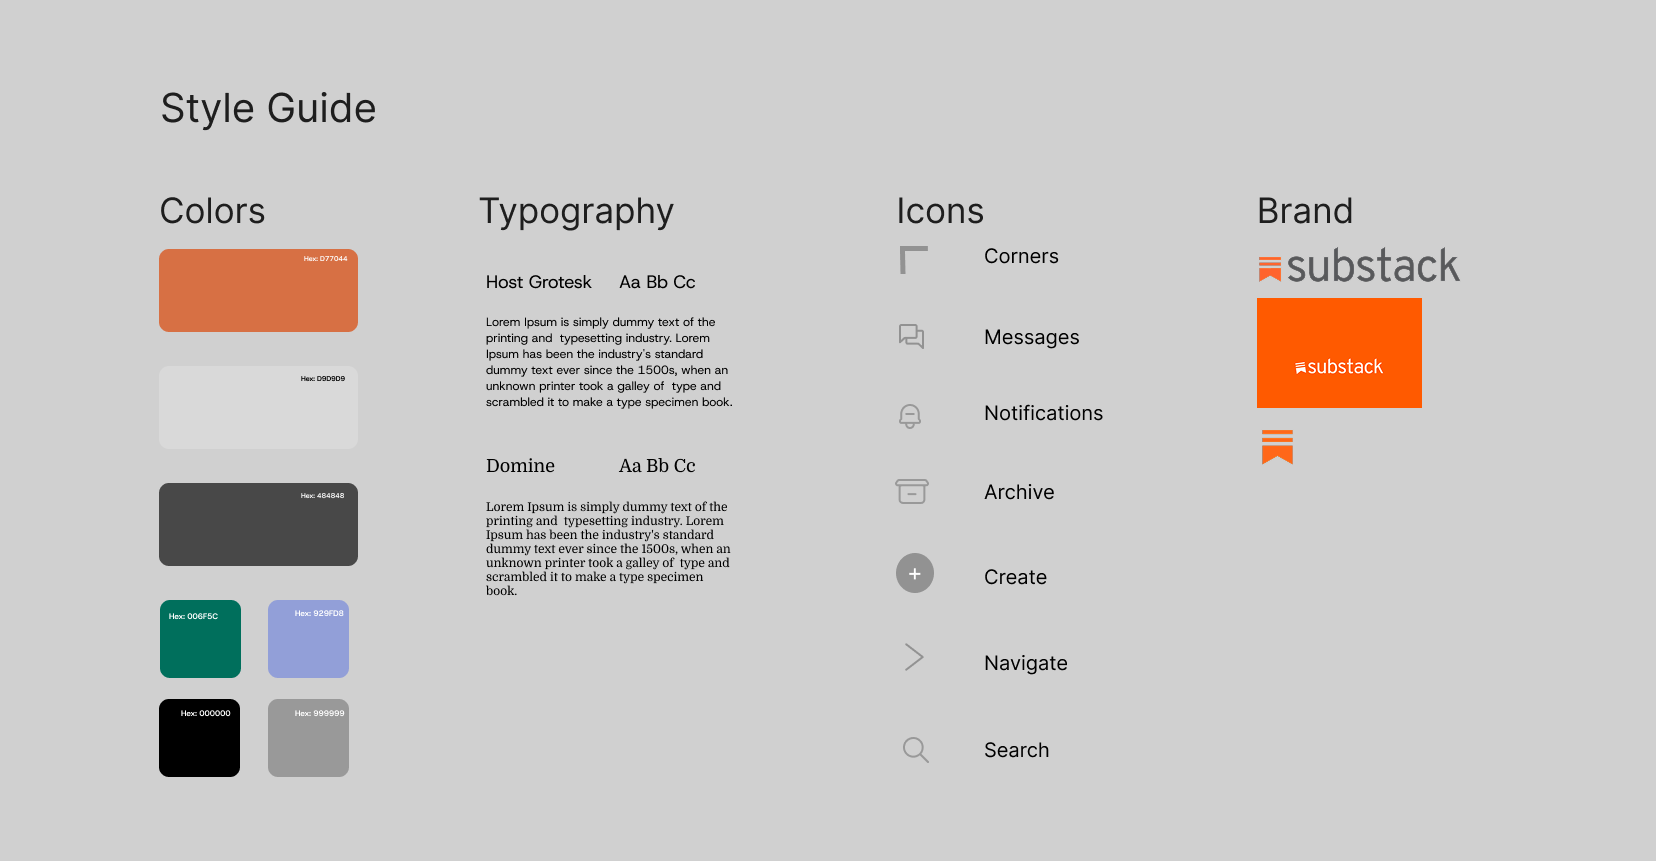 Style Guide
Colors
Hex: D77044
Hex: D9D9D9
Hex: 484848
Hex: 006F5C
Hex: 929FD8
Hex: 000000
Hex: 999999
Typography
Host Grotesk Aa Bb Cc
Lorem Ipsum is simply dummy text of the
printing and  typesetting industry. Lorem
Ipsum has been the industry's standard
dummy text ever since the 1500s, when an
unknown printer took a galley of  type and
scrambled it to make a type specimen book.
Domine Aa Bb Cc
Lorem Ipsum is simply dummy text of the
printing and  typesetting industry. Lorem
Ipsum has been the industry's standard
dummy text ever since the 1500s, when an
unknown printer took a galley of  type and
scrambled it to make a type specimen
book.
Icons
Corners
Messages
Notifications
Archive
Create
Navigate
Search
Brand
substack
substack